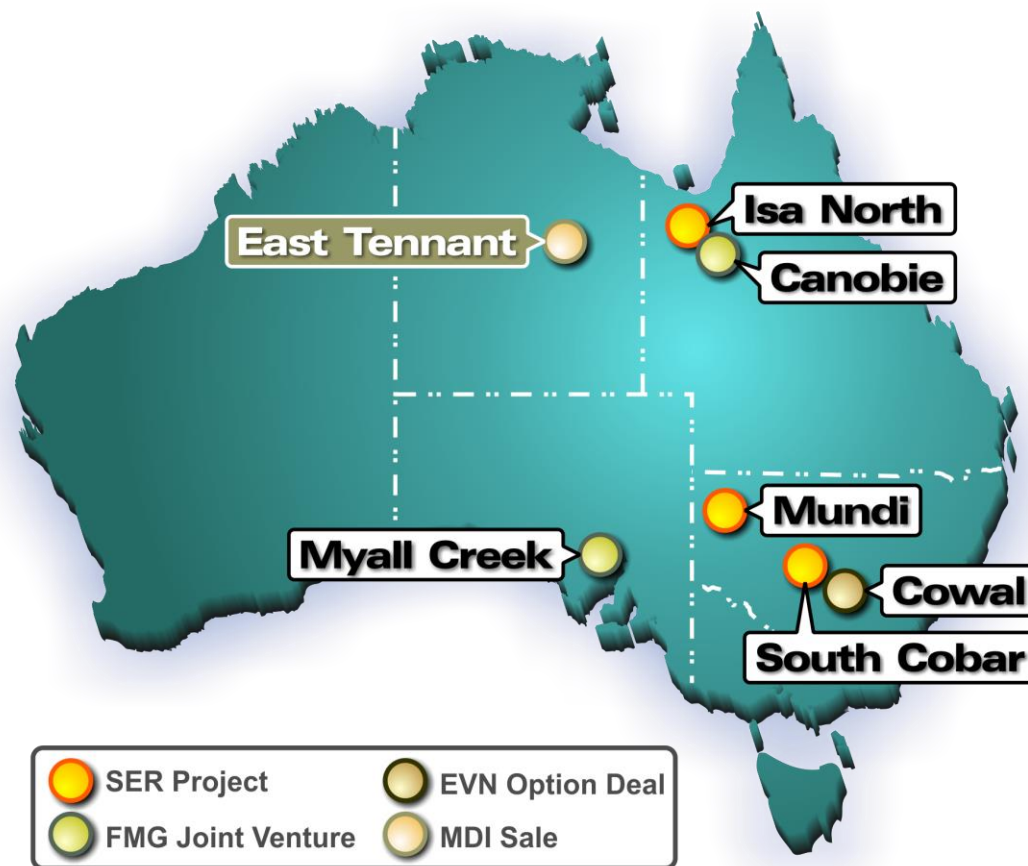 Isa North
East Tennant
Canobie
Mundi
Myall Creek
Cowal
South Cobar
SER Project
EVN Option Deal
FMG Joint Venture
MDI Sale